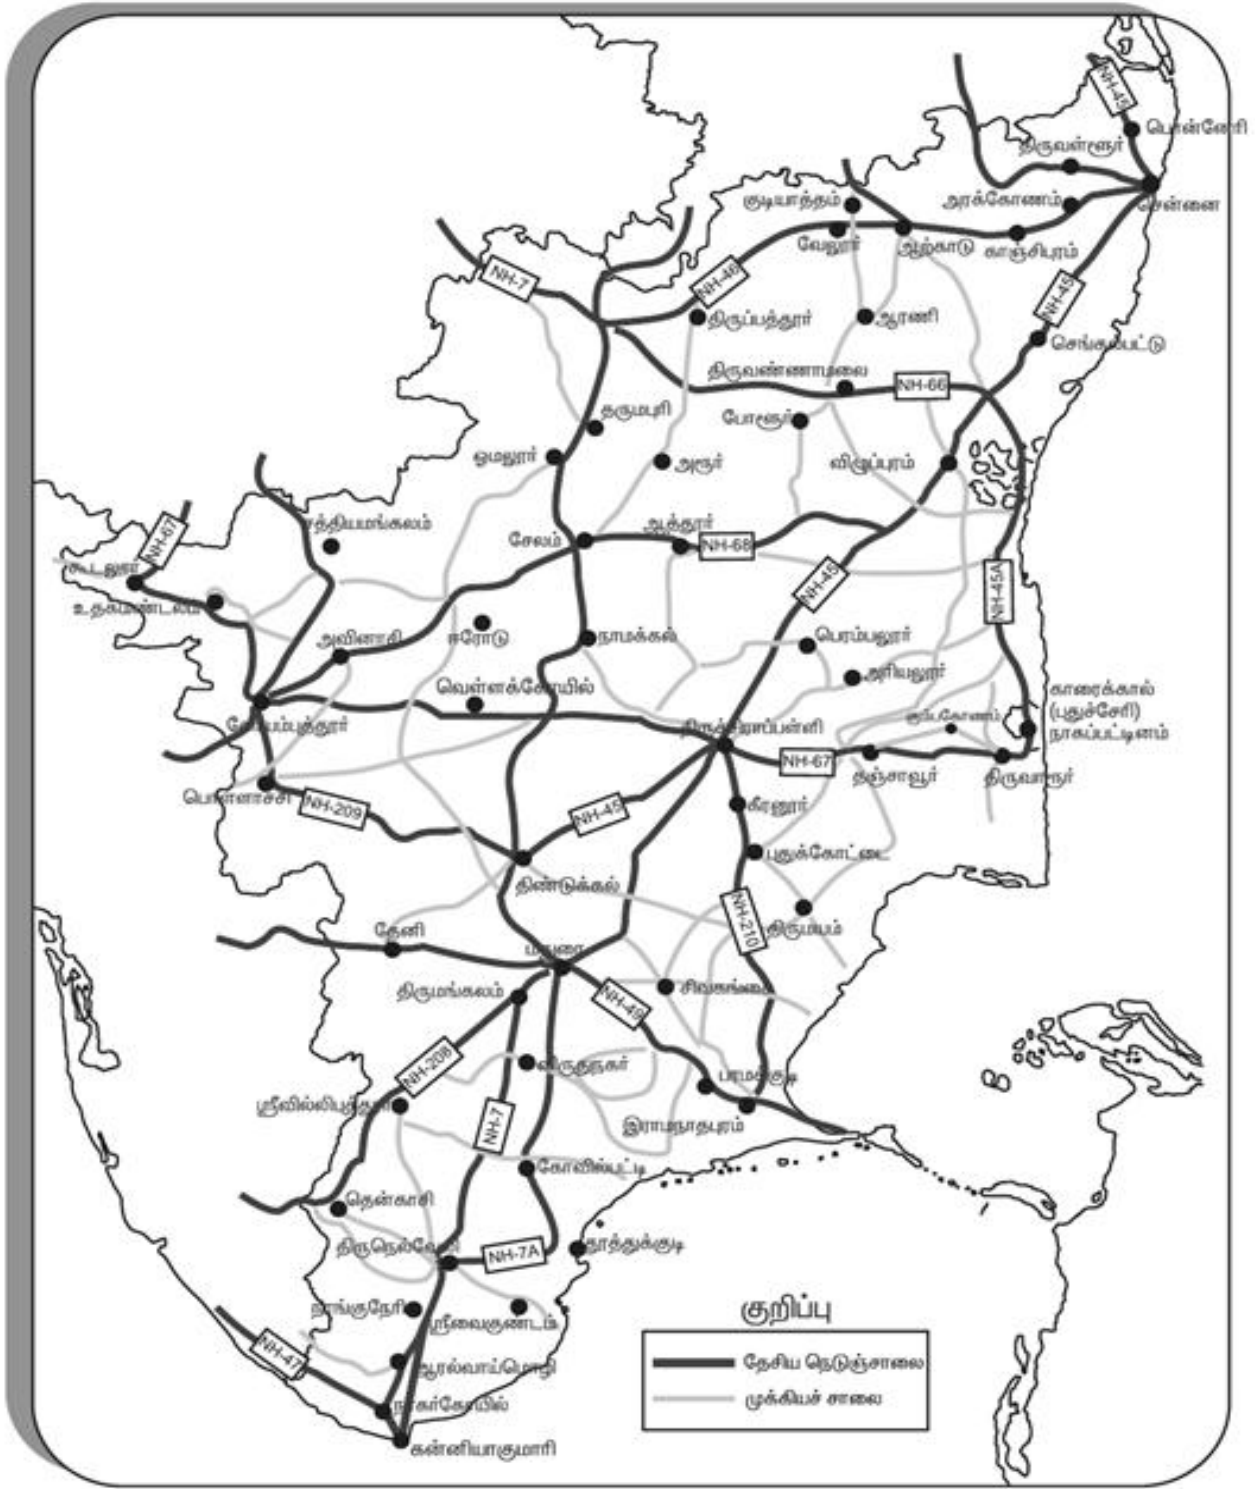 NH-45
பொன்னேரி
திருவள்ளூர்
குடியாத்தம்
அரக்கோணம்
சென்னை
வேலூர்
ஆற்காடு
காஞ்சிபுரம்
NH-7
NH-46
NH-45
திருப்பத்தூர்
ஆரணி
செங்கல்பட்டு
திருவண்ணாமலை
NH-66
தருமபுரி
போளூர்
ஓமலூர்
அரூர்
விழுப்புரம்
NH-67
சத்தியமங்கலம்
சேலம்
ஆத்தூர்
NH-68
கூடலூர்
NH-45
NH-45A
உதகமண்டலம்
அவினாசி
ஈரோடு
நாமக்கல்
பெரம்பலூர்
அரியலூர்
வெள்ளக்கோயில்
காரைக்கால்
(புதுச்சேரி)
நாகப்பட்டினம்
கோயம்புத்தூர்
திருச்சிராப்பள்ளி
கும்பகோணம்
NH-67
தஞ்சாவூர்
திருவாரூர்
பொள்ளாச்சி
NH-209
NH-45
கீரனூர்
புதுக்கோட்டை
திண்டுக்கல்
NH-210
திருமயம்
தேனி
மதுரை
திருமங்கலம்
NH-49
சிவகங்கை
NH-208
விருதுநகர்
பரமக்குடி
ஸ்ரீவில்லிபுத்தூர்
NH-7
இராமநாதபுரம்
கோவில்பட்டி
தென்காசி
திருநெல்வேலி
NH-7A
தூத்துக்குடி
நாங்குநேரி
ஸ்ரீவைகுண்டம்
NH-47
ஆரல்வாய்மொழி
நாகர்கோயில்
கன்னியாகுமாரி
குறிப்பு
தேசிய நெடுஞ்சாலை
முக்கியச் சாலை